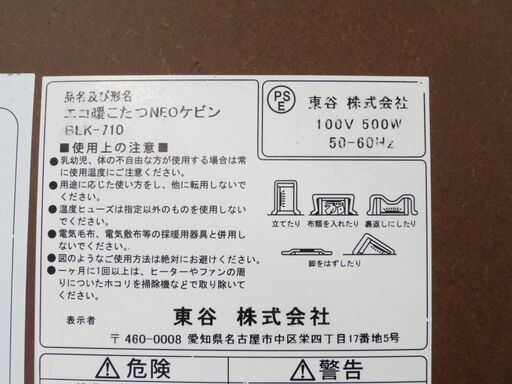 品名及び形名
エコ暖こたつNEOケビン
GLK-710
PS
E
東谷 株式会社
100V 500W
50-60Hz
■使用上の注意■
●乳幼児、体の不自由な方が使用する場合は常
に使用温度にご注意ください。
●用途に応じた使い方をし、他に転用しないで
ください。
●温度ヒューズは指定以外のものを使用しない
でください。
●電気毛布、電気敷布等の採暖用器具と併用し
ないでください。
●図のようなご使用方法は絶対にお避けください。
●一ヶ月に1回以上は、ヒーターやファンの周
りについたホコリを掃除機などで取り除いて
ください。
立てたり
布類を入れたり
裏返しにしたり
脚をはずしたり
表示者
東谷 株式会社
〒460-0008 愛知県名古屋市中区栄四丁目17番地5号
危険
警告